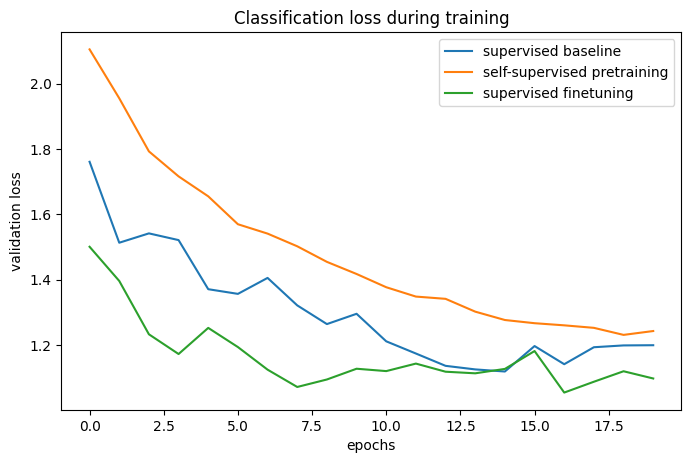 Classification loss during training
supervised baseline
self-supervised pretraining
supervised finetuning
validation loss
2.0
1.8
1.6
1.4
1.2
0.0 2.5 5.0 7.5 10.0 12.5 15.0 17.5
epochs